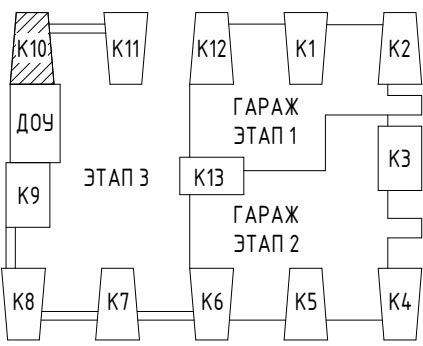 К10
К11
К12
К1
К2
ГАРАЖ
ЭТАП 1
ДОУ
К3
ЭТАП 3
К13
К9
ГАРАЖ
ЭТАП 2
К8
К7
К6
К5
К4